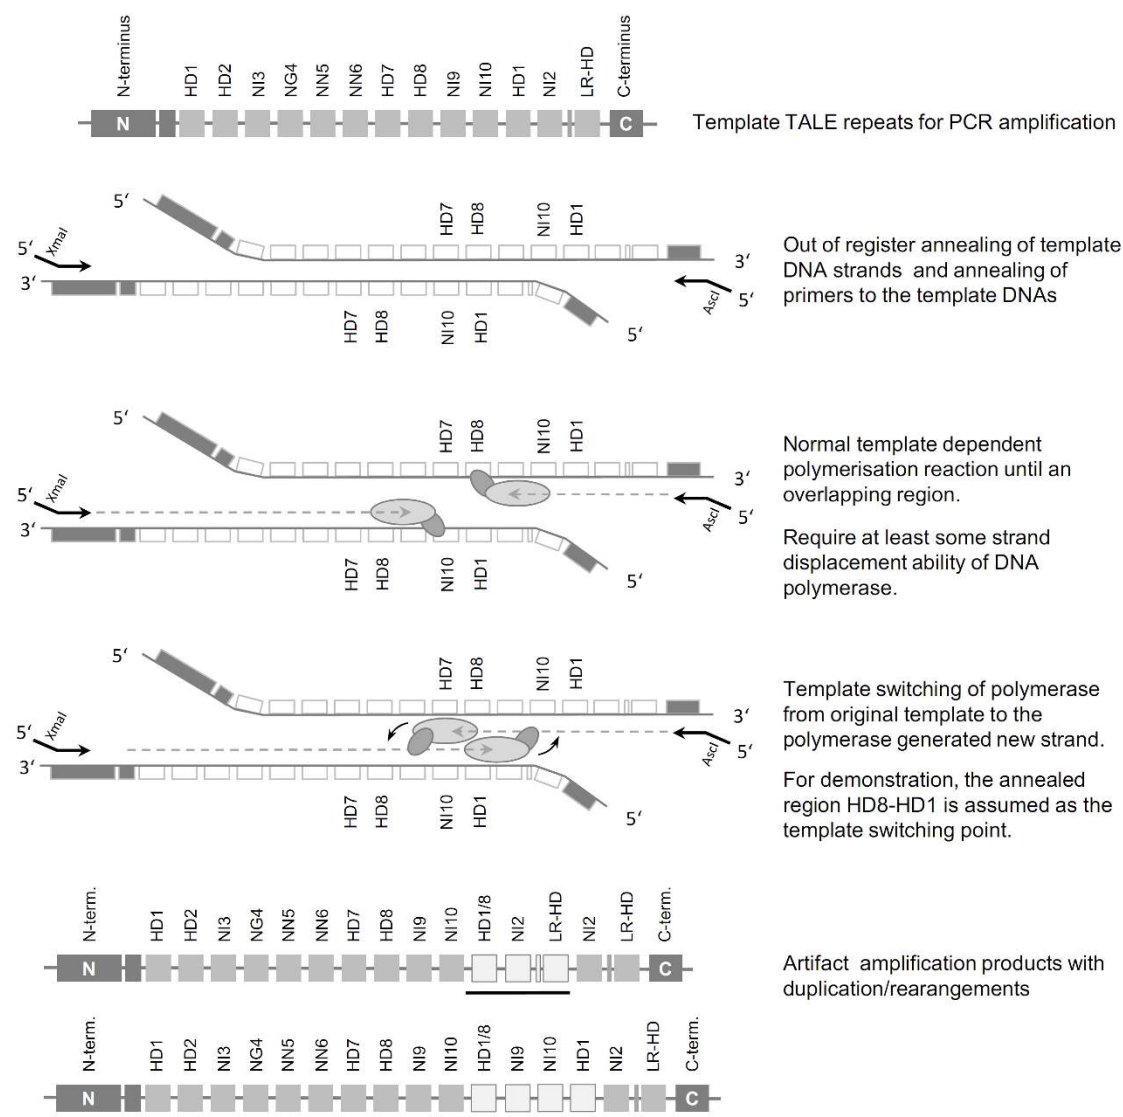 N-terminus HD1 HD2 NI3 NG4 NN5 NN6 HD7 HD8 NI9 NI10 HD1 NI2 LR-HD C-terminus
N C
Template TALE repeats for PCR amplification
5‘ HD7 HD8 NI10 HD1
5‘ XmaI 3‘
3‘ AscI 5‘
HD7 HD8 NI10 HD1 5‘
Out of register annealing of template
DNA strands and annealing of
primers to the template DNAs
5‘ HD7 HD8 NI10 HD1
5‘ XmaI 3‘
3‘ AscI 5‘
HD7 HD8 NI10 HD1 5‘
Normal template dependent
polymerisation reaction until an
overlapping region.
Require at least some strand
displacement ability of DNA
polymerase.
5‘ HD7 HD8 NI10 HD1
5‘ XmaI 3‘
3‘ AscI 5‘
HD7 HD8 NI10 HD1 5‘
Template switching of polymerase
from original template to the
polymerase generated new strand.
For demonstration, the annealed
region HD8-HD1 is assumed as the
template switching point.
N-term. HD1 HD2 NI3 NG4 NN5 NN6 HD7 HD8 NI9 NI10 HD1/8 NI2 LR-HD NI2 LR-HD C-term.
N C
Artifact amplification products with
duplication/rearangements
N-term. HD1 HD2 NI3 NG4 NN5 NN6 HD7 HD8 NI9 NI10 HD1/8 NI9 NI10 HD1 NI2 LR-HD C-term.
N C